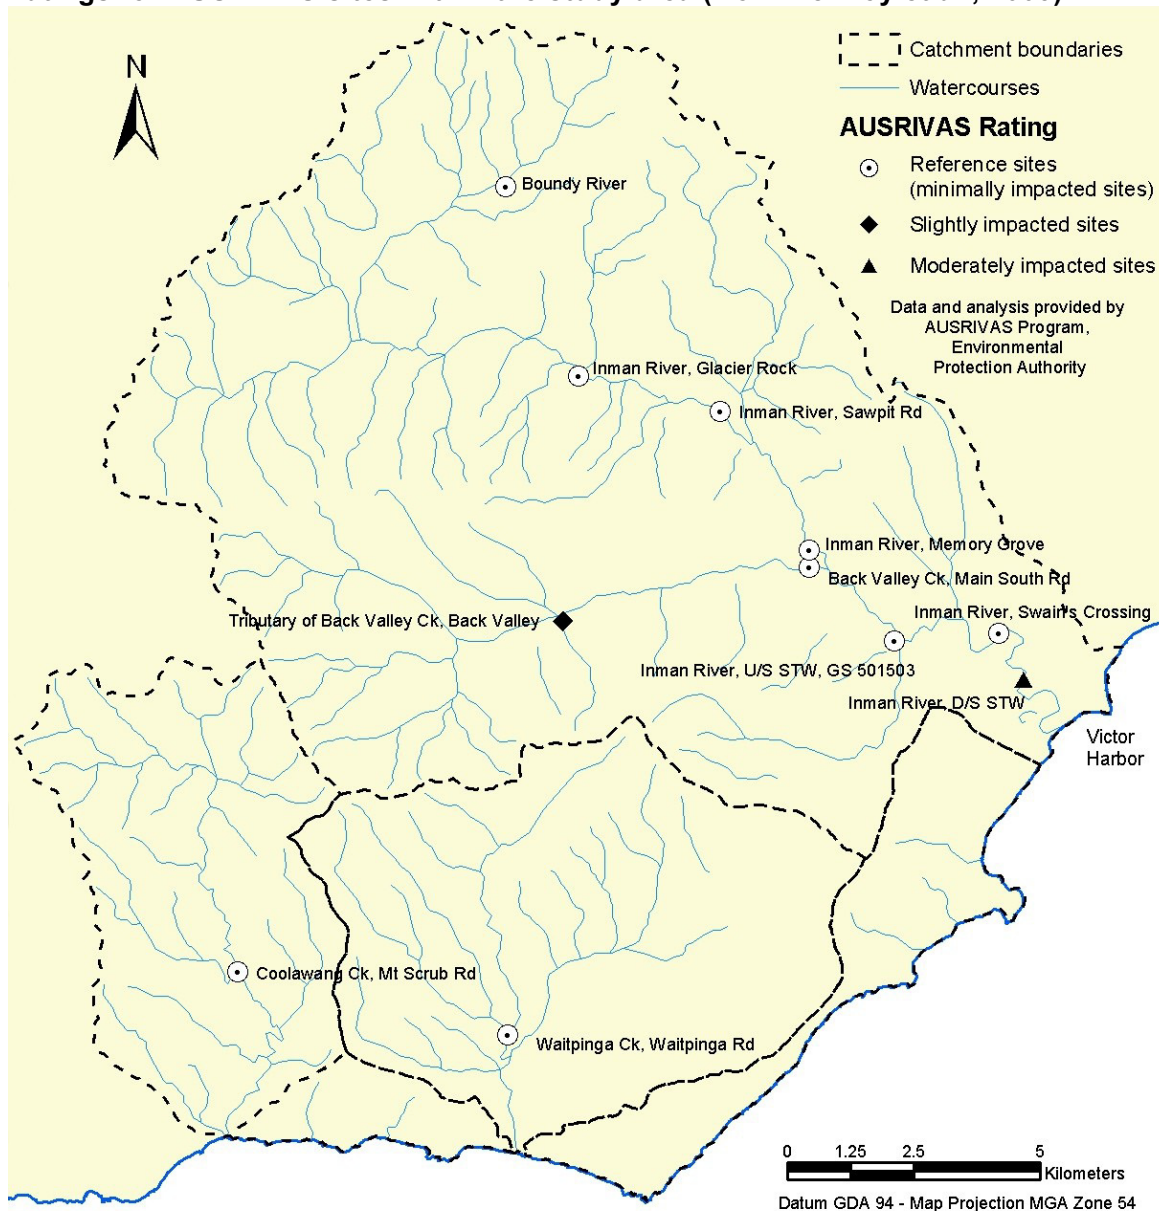 N
Catchment boundaries
Watercourses
AUSRIVAS Rating
Reference sites
(minimally impacted sites)
Slightly impacted sites
Moderately impacted sites
Data and analysis provided by
AUSRIVAS Program,
Environmental
Protection Authority
Boundy River
Inman River, Glacier Rock
Inman River, Sawpit Rd
Inman River, Memory Grove
Back Valley Ck, Main South Rd
Inman River, Swain's Crossing
Tributary of Back Valley Ck, Back Valley
Inman River, U/S STW, GS 501503
Inman River, D/S STW
Victor
Harbor
Coolawang Ck, Mt Scrub Rd
Waitpinga Ck, Waitpinga Rd
0 1.25 2.5 5
Kilometers
Datum GDA 94 - Map Projection MGA Zone 54